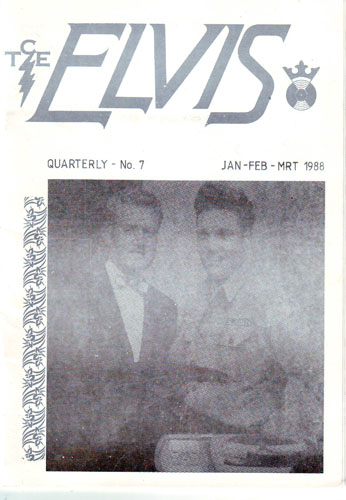 TCE ELVIS
QUARTERLY - No. 7 JAN-FEB-MRT 1988